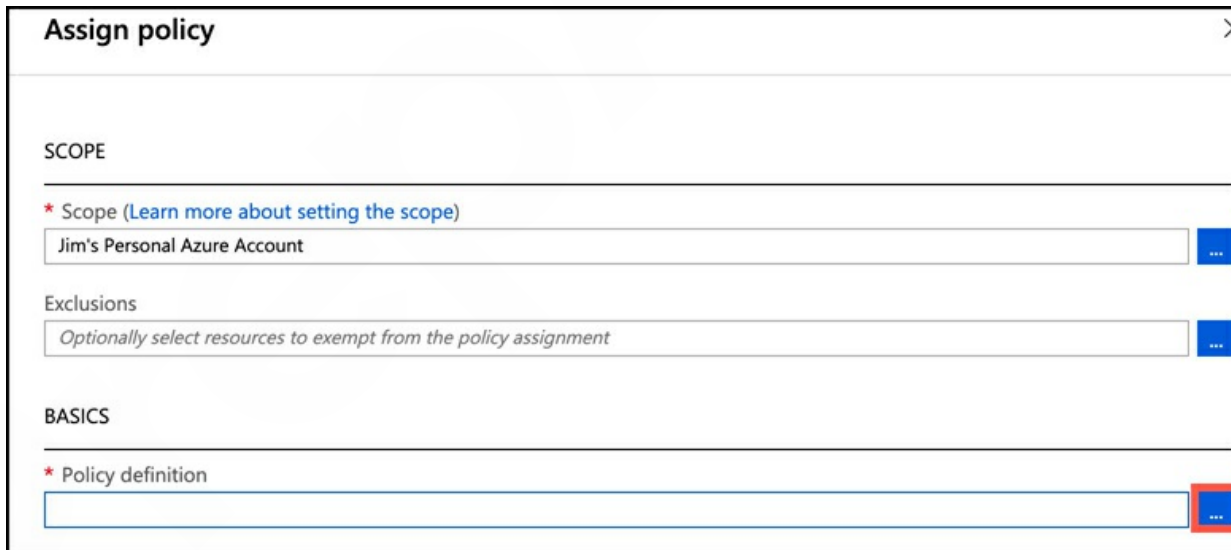 Assign policy
SCOPE
* Scope (Learn more about setting the scope)
Jim's Personal Azure Account
...
Exclusions
Optionally select resources to exempt from the policy assignment
...
BASICS
* Policy definition
...